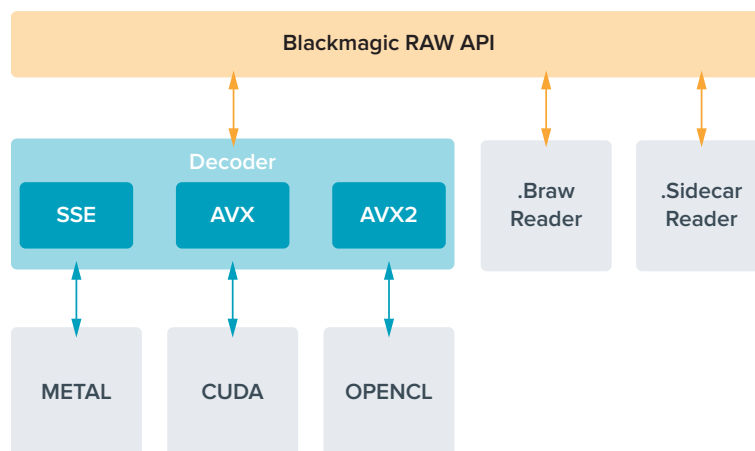 Blackmagic RAW API
Decoder
SSE
AVX
AVX2
.Braw
Reader
.Sidecar
Reader
METAL
CUDA
OPENCL